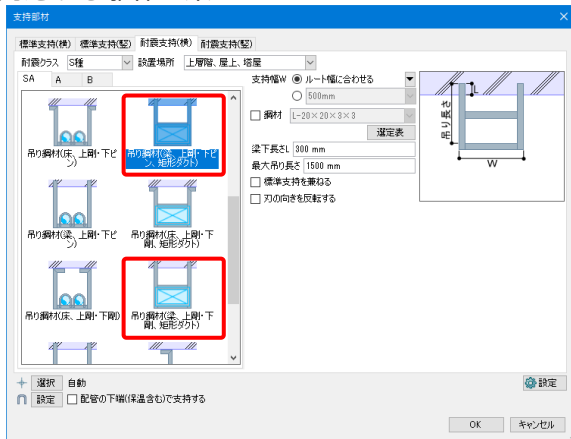 支持部材
標準支持(横) 標準支持(竪) 耐震支持(横) 耐震支持(竪)
耐震クラス S種 設置場所 上層階、屋上、塔屋
SA A B
吊り鋼材(床、上剛・下ピン)
吊り鋼材(梁、上剛・下ピン、矩形ダクト)
吊り鋼材(梁、上剛・下ピン)
吊り鋼材(床、上剛・下剛、矩形ダクト)
吊り鋼材(床、上剛・下剛)
吊り鋼材(梁、上剛・下剛、矩形ダクト)
支持幅W ルート幅に合わせる
500mm
鋼材 L-20×20×3×3
選定表
梁下長さL 300 mm
最大吊り長さ 1500 mm
標準支持を兼ねる
刃の向きを反転する
L
吊り長さ
W
選択 自動
設定
設定 配管の下端(保温含む)で支持する
OK キャンセル